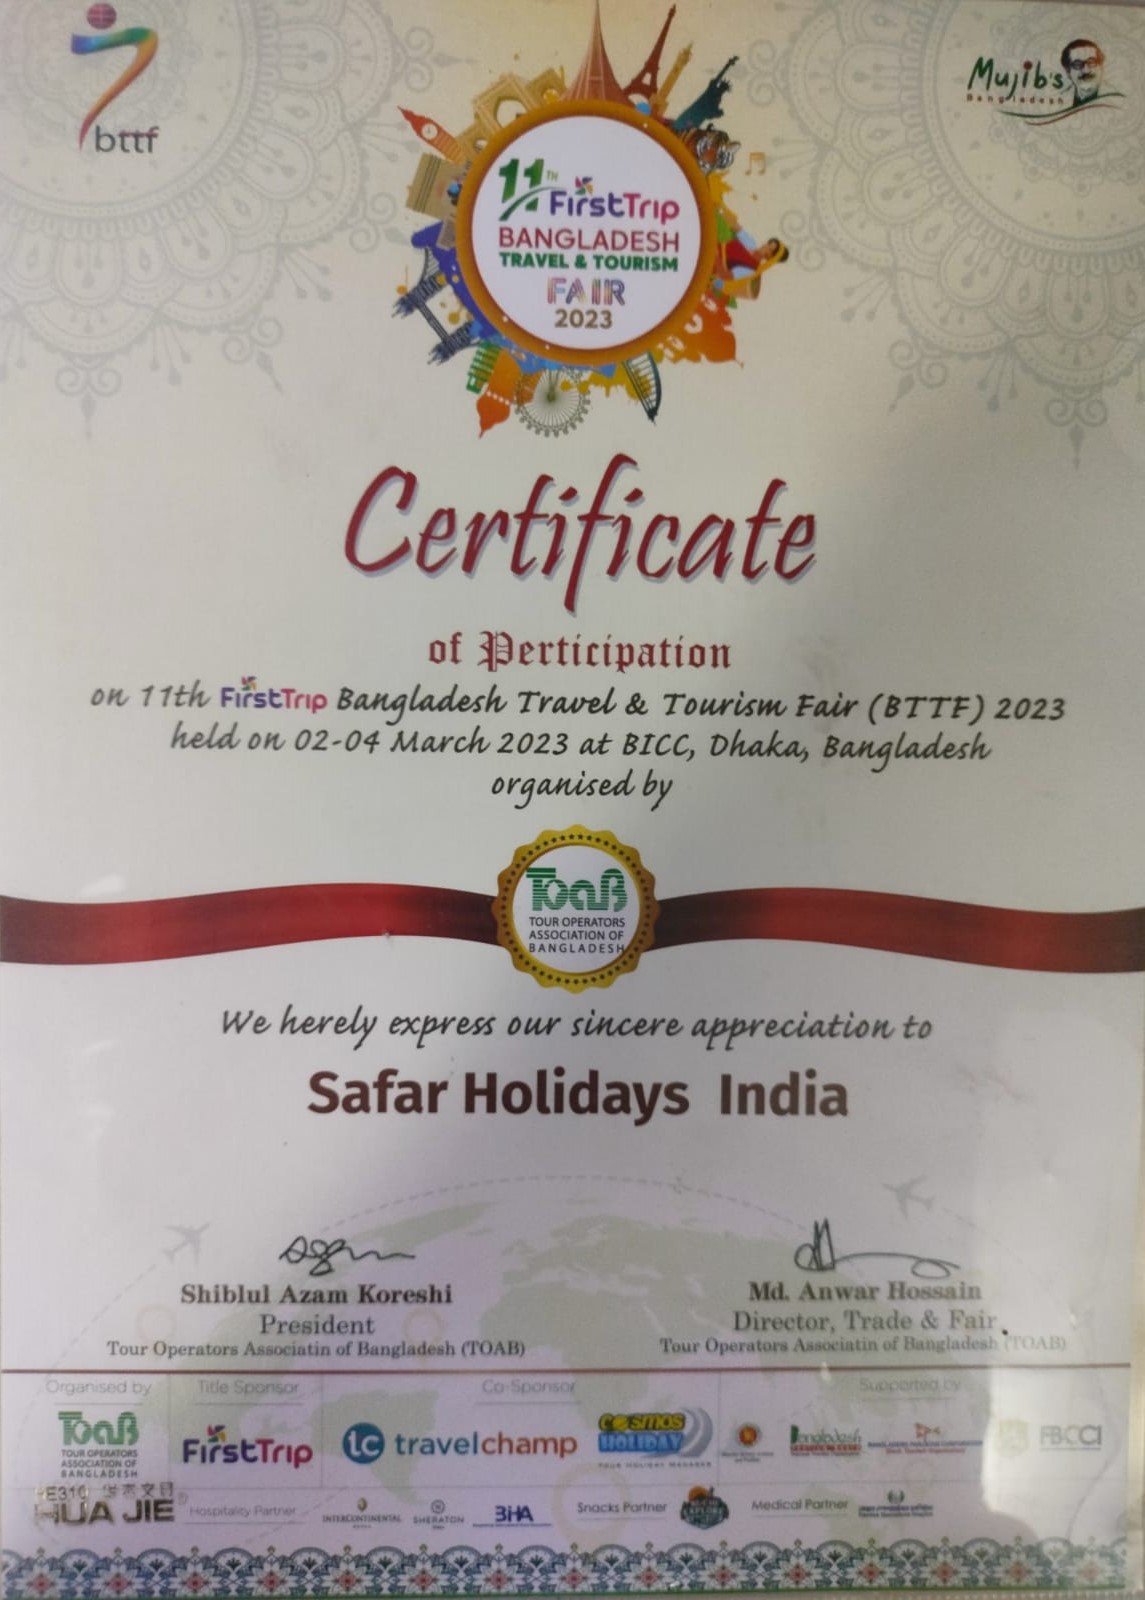 bttf
Mujib's
Bangladesh
11TH
FirstTrip
BANGLADESH
TRAVEL & TOURISM
FAIR
2023
Certificate
of Perticipation
on 11th FirstTrip Bangladesh Travel & Tourism Fair (BTTF) 2023
held on 02-04 March 2023 at BICC, Dhaka, Bangladesh
organised by
ToaB
TOUR OPERATORS
ASSOCIATION OF
BANGLADESH
We herely express our sincere appreciation to
Safar Holidays India
Shiblul Azam Koreshi
President
Tour Operators Associatin of Bangladesh (TOAB)
Md. Anwar Hossain
Director, Trade & Fair
Tour Operators Associatin of Bangladesh (TOAB)
Organised by
ToaB
TOUR OPERATORS
ASSOCIATION OF
BANGLADESH
Title Sponsor
FirstTrip
Co-Sponsor
tc travelchamp
COSMOS
HOLIDAY
YOUR HOLIDAY MANAGER
Supported by
Bangladesh
FBCCI
HE310
HUA JIE
Hospitality Partner
INTERCONTINENTAL
SHERATON
BIHA
Snacks Partner
Medical Partner